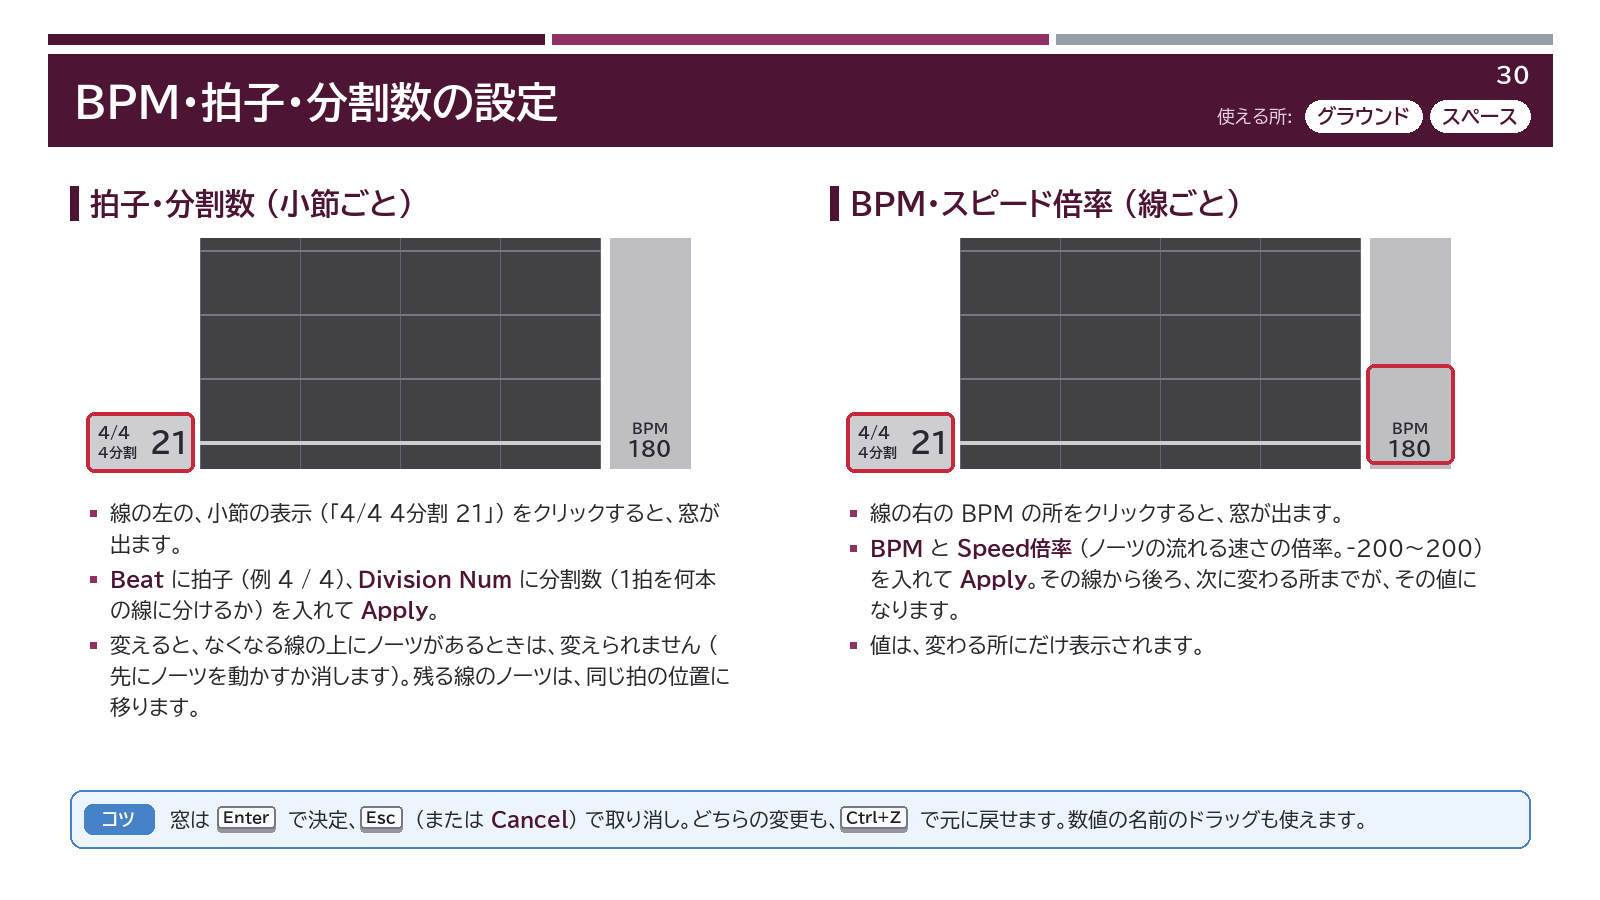 30
BPM・拍子・分割数の設定
使える所: グラウンド スペース
拍子・分割数 (小節ごと)
4/4
4分割
21
BPM
180
線の左の、小節の表示 (「4/4 4分割 21」) をクリックすると、窓が
出ます。
Beat に拍子 (例 4 / 4)、Division Num に分割数 (1拍を何本
の線に分けるか) を入れて Apply。
変えると、なくなる線の上にノーツがあるときは、変えられません (
先にノーツを動かすか消します)。残る線のノーツは、同じ拍の位置に
移ります。
BPM・スピード倍率 (線ごと)
4/4
4分割
21
BPM
180
線の右の BPM の所をクリックすると、窓が出ます。
BPM と Speed倍率 (ノーツの流れる速さの倍率。-200～200)
を入れて Apply。その線から後ろ、次に変わる所までが、その値に
なります。
値は、変わる所にだけ表示されます。
コツ 窓は Enter で決定、Esc (または Cancel) で取り消し。どちらの変更も、Ctrl+Z で元に戻せます。数値の名前のドラッグも使えます。